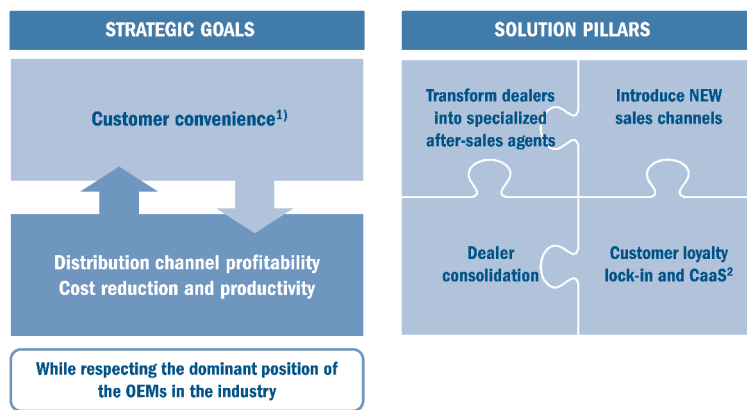 STRATEGIC GOALS
Customer convenience¹⁾
Distribution channel profitability
Cost reduction and productivity
While respecting the dominant position of
the OEMs in the industry
SOLUTION PILLARS
Transform dealers
into specialized
after-sales agents
Introduce NEW
sales channels
Dealer
consolidation
Customer loyalty
lock-in and CaaS²